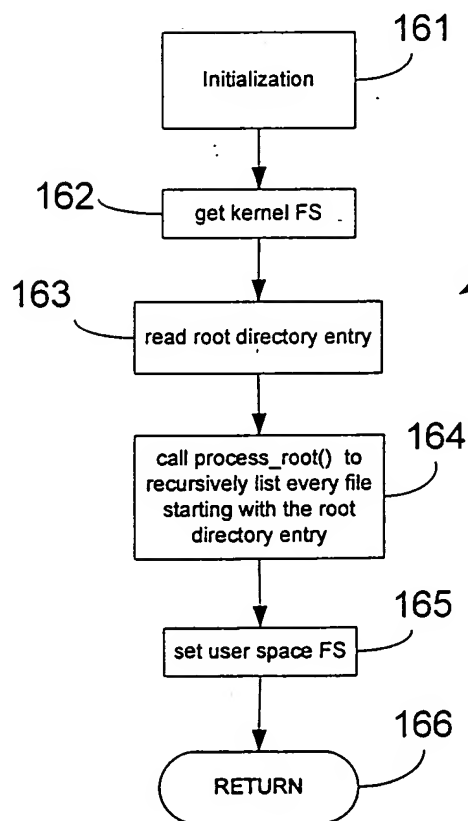 161
Initialization
162
get kernel FS
163
read root directory entry
164
call process_root() to
recursively list every file
starting with the root
directory entry
165
set user space FS
166
RETURN